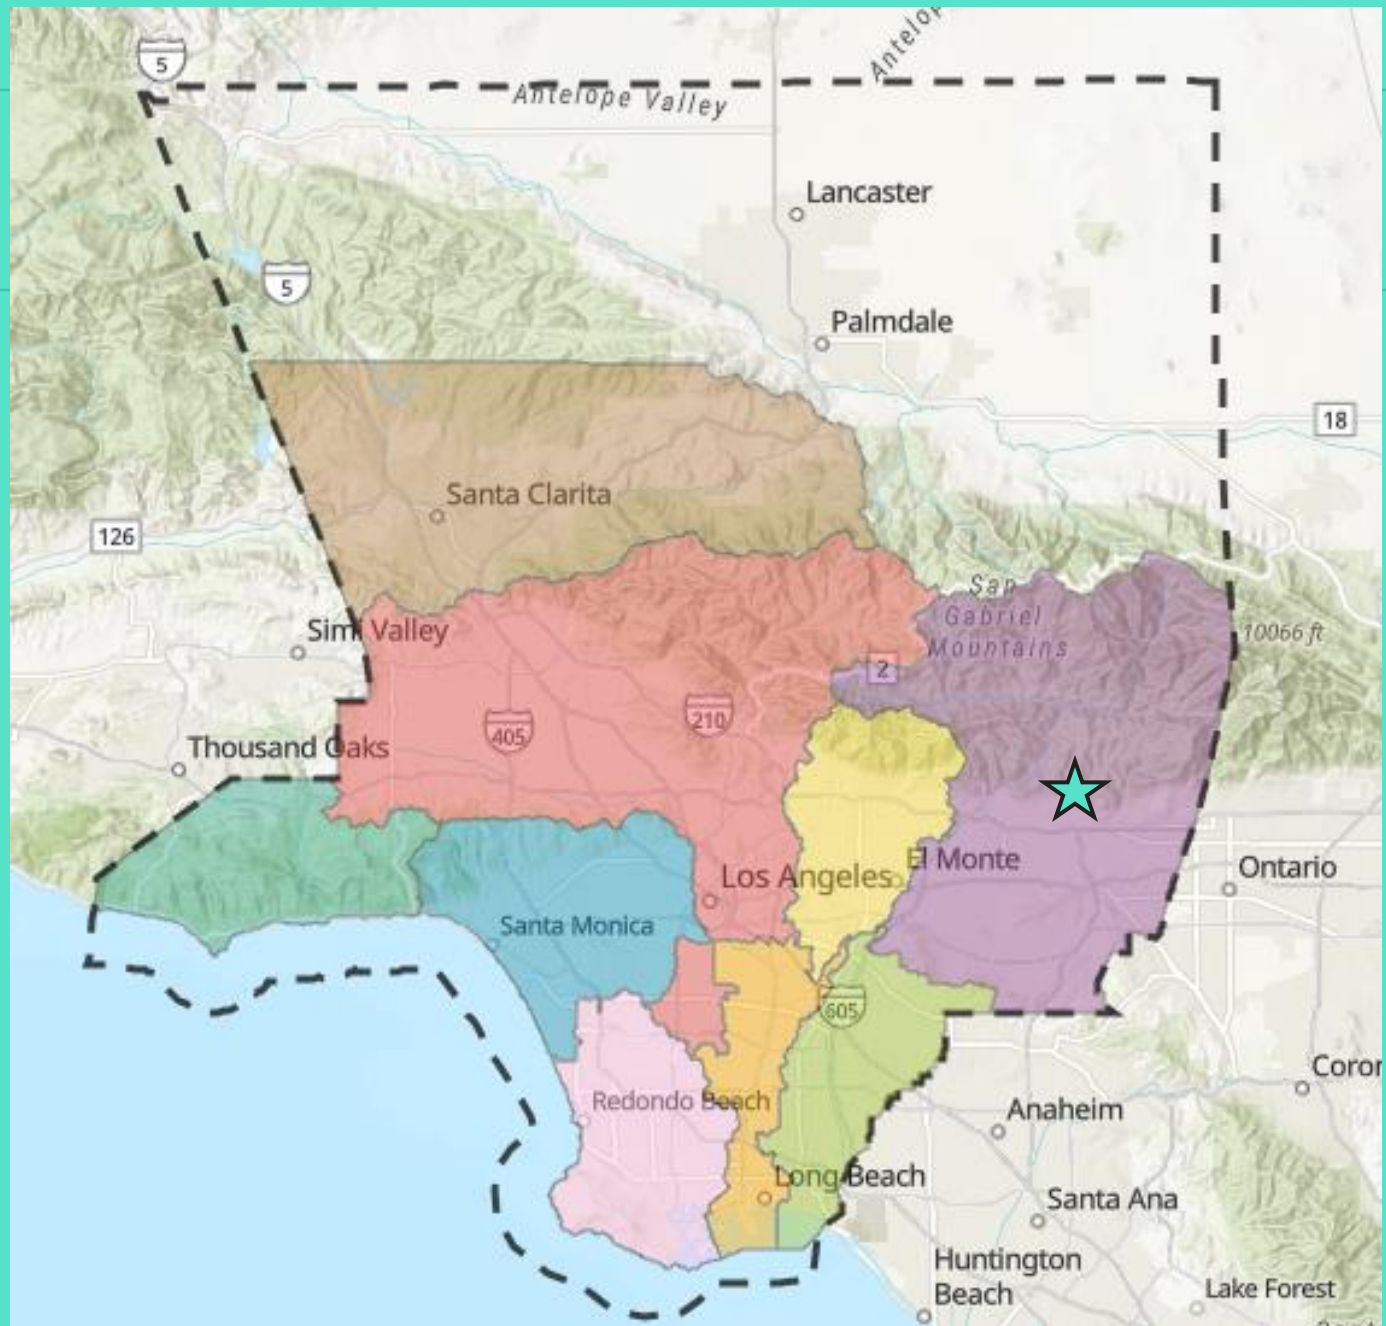 5
Antelope Valley
Lancaster
5
Palmdale
18
Santa Clarita
126
San
Gabriel
Mountains
Simi Valley
10066 ft
2
405
210
Thousand Oaks
El Monte
Ontario
Los Angeles
Santa Monica
605
Redondo Beach
Anaheim
Long Beach
Santa Ana
Huntington
Beach
Lake Forest